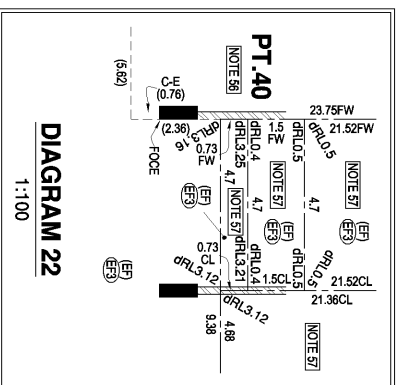 23.75FW
21.52FW
PT.40
NOTE 56
C-E
(0.76)
(2.36)
(5.62)
FOCE
dRL3.16
0.73
FW
dRL3.25
dRL0.4
1.5
FW
dRL0.5
dRL0.5
4.7
4.7
4.7
NOTE 57
NOTE 57
NOTE 57
(EF)
EF3
(EF)
EF3
(EF)
EF3
0.73
CL
dRL3.21
dRL0.4
1.5CL
dRL0.5
dRL0.5
21.52CL
21.36CL
dRL3.12
dRL3.12
4.68
9.38
NOTE 57
(EF)
EF3
DIAGRAM 22
1:100